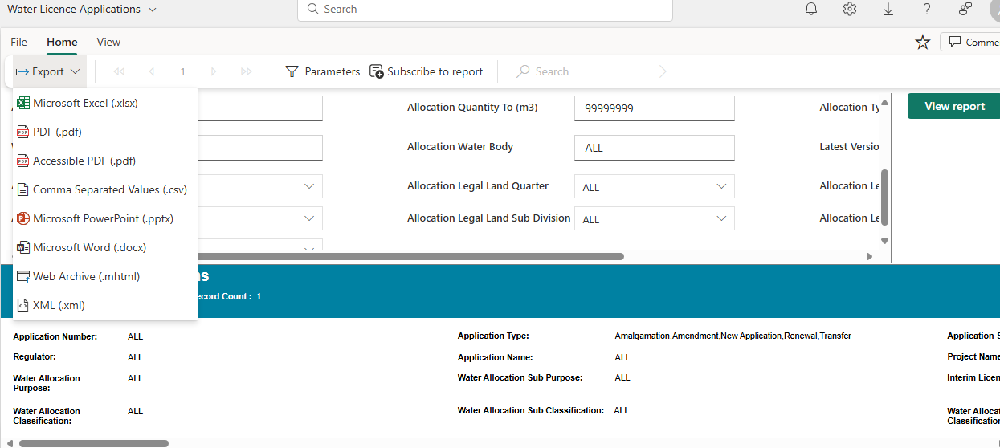 Water Licence Applications
Search
File Home View
Comme
Export 1 Parameters Subscribe to report Search
Microsoft Excel (.xlsx)
PDF (.pdf)
Accessible PDF (.pdf)
Comma Separated Values (.csv)
Microsoft PowerPoint (.pptx)
Microsoft Word (.docx)
Web Archive (.mhtml)
XML (.xml)
Allocation Quantity To (m3) 99999999 Allocation Ty
View report
Allocation Water Body ALL Latest Versio
Allocation Legal Land Quarter ALL Allocation Le
Allocation Legal Land Sub Division ALL Allocation Le
ns
ecord Count : 1
Application Number: ALL Application Type: Amalgamation,Amendment,New Application,Renewal,Transfer Application S
Regulator: ALL Application Name: ALL Project Name
Water Allocation Purpose: ALL Water Allocation Sub Purpose: ALL Interim Licen
Water Allocation Classification: ALL Water Allocation Sub Classification: ALL Water Allocat Classificatio